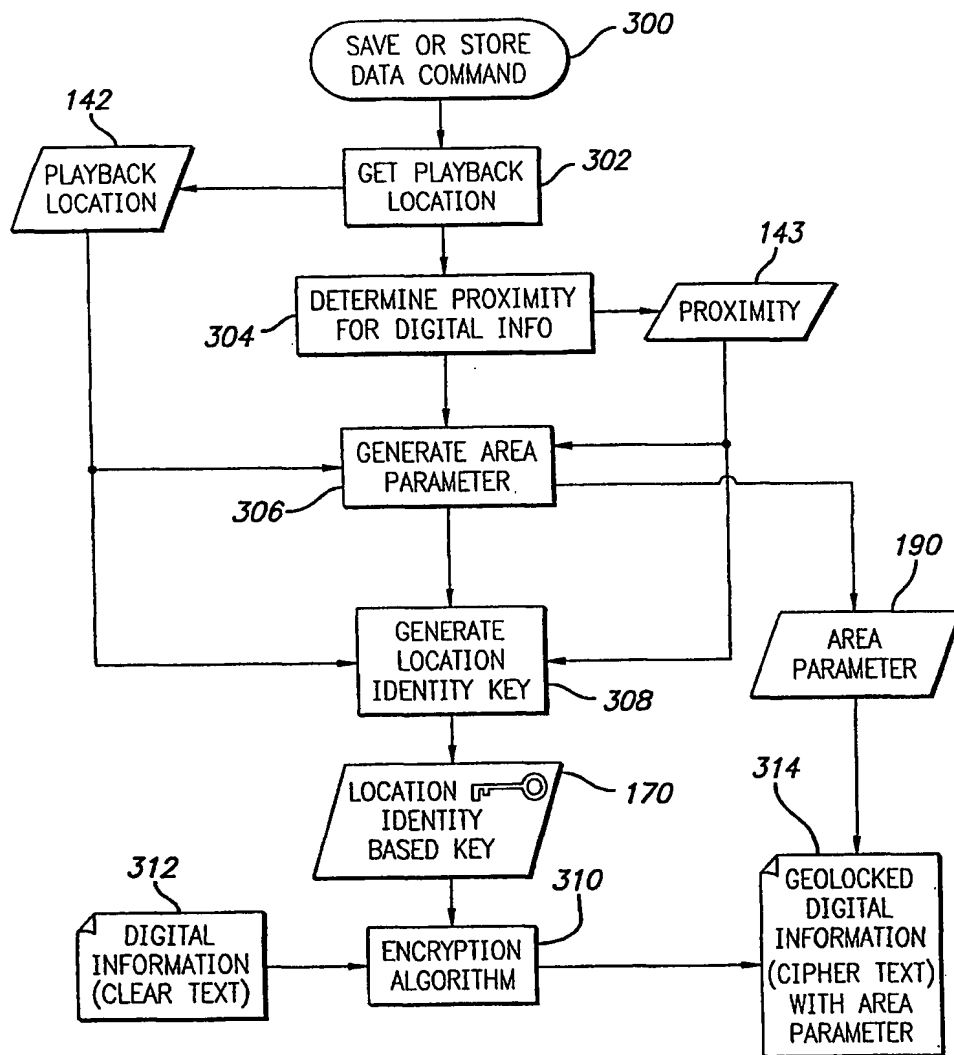 300
SAVE OR STORE
DATA COMMAND
142
PLAYBACK
LOCATION
GET PLAYBACK
LOCATION
302
143
DETERMINE PROXIMITY
FOR DIGITAL INFO
304
PROXIMITY
GENERATE AREA
PARAMETER
306
190
GENERATE
LOCATION
IDENTITY KEY
308
AREA
PARAMETER
LOCATION
IDENTITY
BASED KEY
170
314
312
DIGITAL
INFORMATION
(CLEAR TEXT)
310
ENCRYPTION
ALGORITHM
GEOLOCKED
DIGITAL
INFORMATION
(CIPHER TEXT)
WITH AREA
PARAMETER